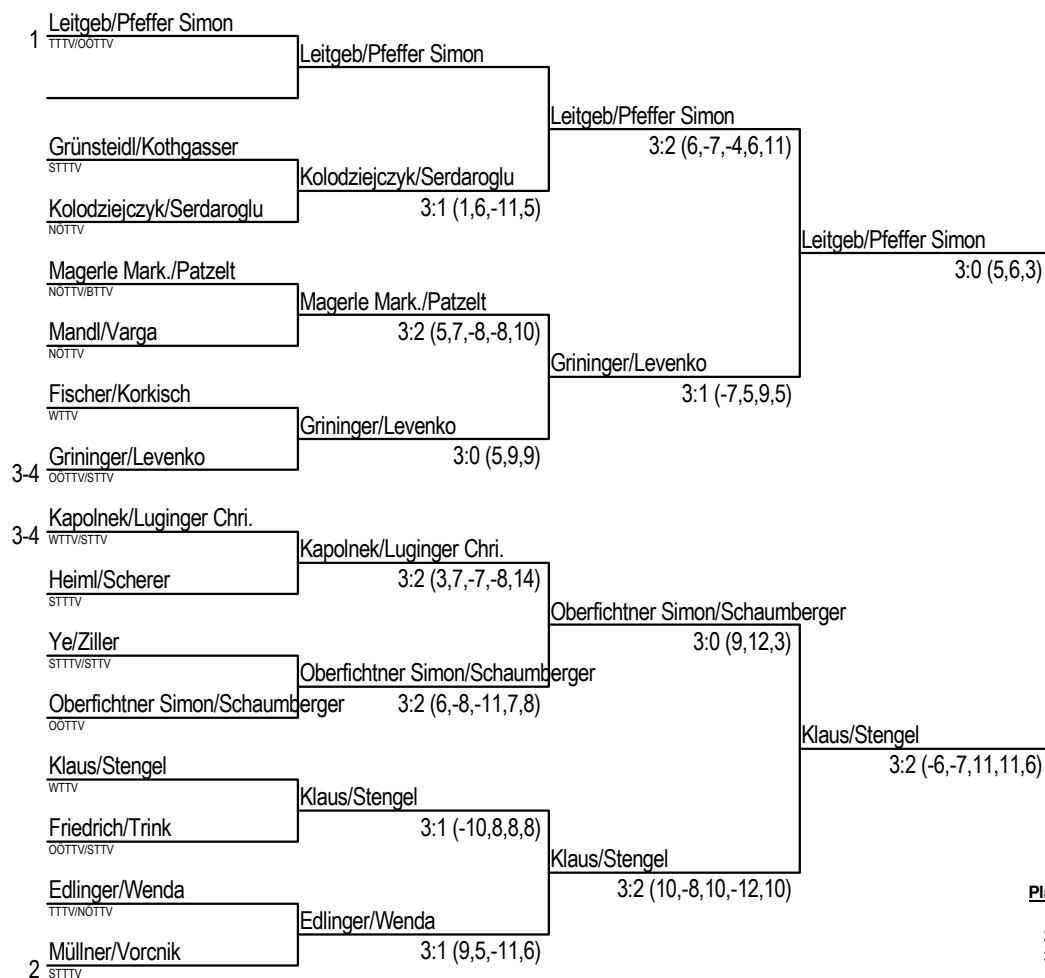 Leitgeb/Pfeffer Simon
1
TTTV/OÖTTV
Leitgeb/Pfeffer Simon
Leitgeb/Pfeffer Simon
3:2 (6,-7,-4,6,11)
Grünsteidl/Kothgasser
STTTV
Kolodziejczyk/Serdaroglu
3:1 (1,6,-11,5)
Kolodziejczyk/Serdaroglu
NÖTTV
Leitgeb/Pfeffer Simon
3:0 (5,6,3)
Magerle Mark./Patzelt
NÖTTV/BTTV
Magerle Mark./Patzelt
3:2 (5,7,-8,-8,10)
Mandl/Varga
NÖTTV
Grininger/Levenko
3:1 (-7,5,9,5)
Fischer/Korkisch
WTTV
Grininger/Levenko
3:0 (5,9,9)
Grininger/Levenko
3-4
OÖTTV/STTV
Kapolnek/Luginger Chri.
3-4
WTTV/STTV
Kapolnek/Luginger Chri.
3:2 (3,7,-7,-8,14)
Heiml/Scherer
STTTV
Oberfichtner Simon/Schaumberger
3:0 (9,12,3)
Ye/Ziller
STTTV/STTV
Oberfichtner Simon/Schaumberger
3:2 (6,-8,-11,7,8)
Oberfichtner Simon/Schaumberger
OÖTTV
Klaus/Stengel
3:2 (-6,-7,11,11,6)
Klaus/Stengel
WTTV
Klaus/Stengel
3:1 (-10,8,8,8)
Friedrich/Trink
OÖTTV/STTV
Klaus/Stengel
3:2 (10,-8,10,-12,10)
Edlinger/Wenda
TTTV/NÖTTV
Edlinger/Wenda
3:1 (9,5,-11,6)
Müllner/Vorcnik
2
STTTV